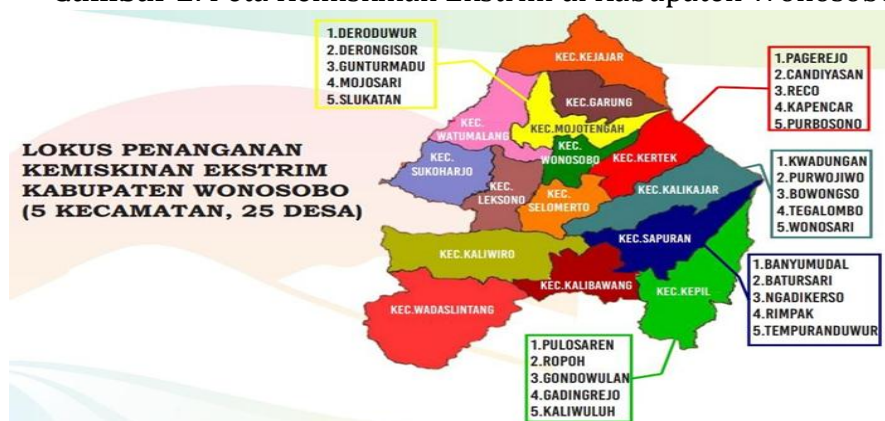 Gambar 2. Peta Kemiskinan Ekstrim di Kabupaten Wonosobo
1.DERODUWUR
2.DERONGISOR
3.GUNTURMADU
4.MOJOSARI
5.SLUKATAN
KEC.KEJAJAR
1.PAGEREJO
2.CANDIYASAN
3.RECO
4.KAPENCAR
5.PURBOSONO
KEC.GARUNG
KEC.
WATUMALANG
KEC.MOJOTENGAH
LOKUS PENANGANAN
KEMISKINAN EKSTRIM
KABUPATEN WONOSOBO
(5 KECAMATAN, 25 DESA)
KEC.
WONOSOBO
KEC.KERTEK
KEC.
SUKOHARJO
KEC.
LEKSONO
KEC.
SELOMERTO
KEC.KALIKAJAR
1.KWADUNGAN
2.PURWOJIWO
3.BOWONGSO
4.TEGALOMBO
5.WONOSARI
KEC.KALIWIRO
KEC.SAPURAN
1.BANYUMUDAL
2.BATURSARI
3.NGADIKERSO
4.RIMPAK
5.TEMPURANDUWUR
KEC.KALIBAWANG
KEC.KEPIL
KEC.WADASLINTANG
1.PULOSAREN
2.ROPOH
3.GONDOWULAN
4.GADINGREJO
5.KALIWULUH